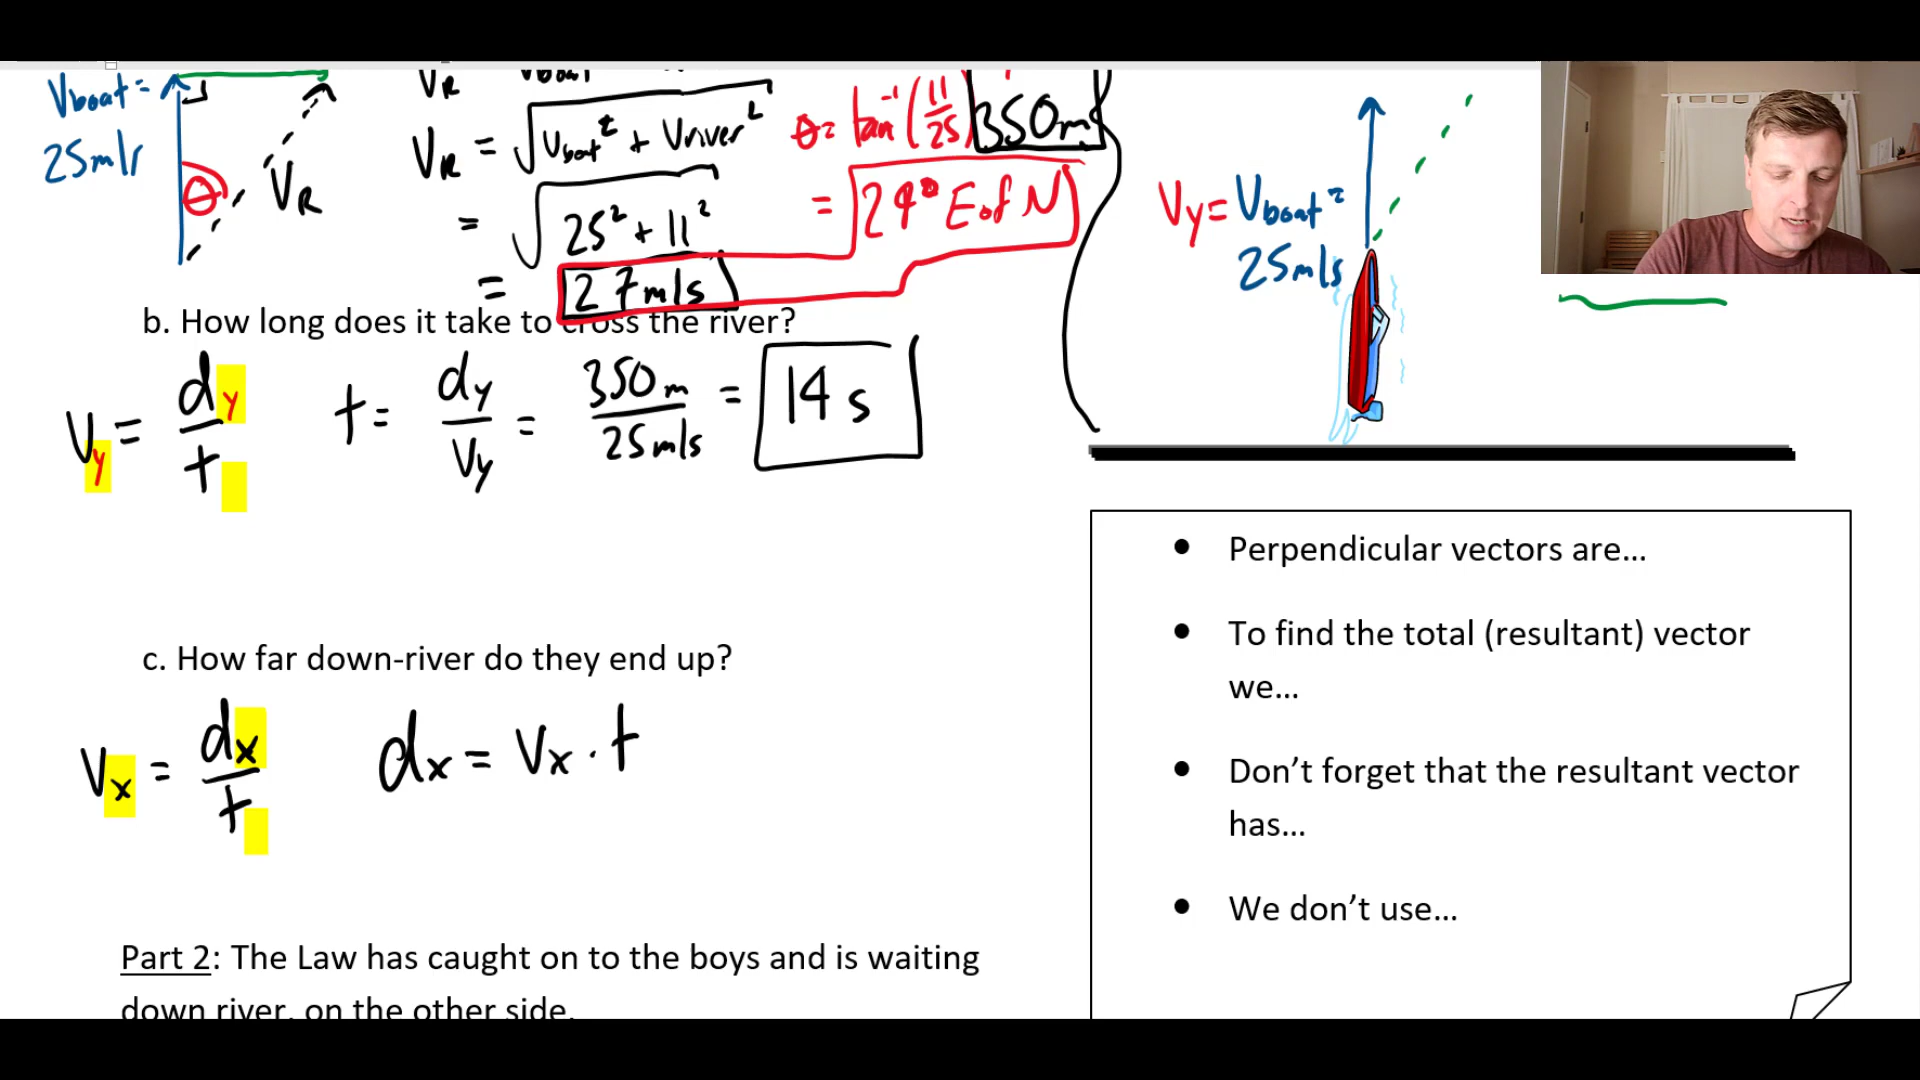 Vboat =
25m/s
θ
VR
VR
VR = √Vboat² + Vriver²
= √25² + 11²
= 27m/s
θ = tan⁻¹(11/25)
= 24° E of N
350m
Vy = Vboat =
25m/s
b. How long does it take to cross the river?
Vy = dy/t
t = dy/Vy = 350m/25m/s = 14 s
c. How far down-river do they end up?
Vx = dx/t
dx = Vx · t
Part 2: The Law has caught on to the boys and is waiting
down river, on the other side.
• Perpendicular vectors are...
• To find the total (resultant) vector
we...
• Don't forget that the resultant vector
has...
• We don't use...